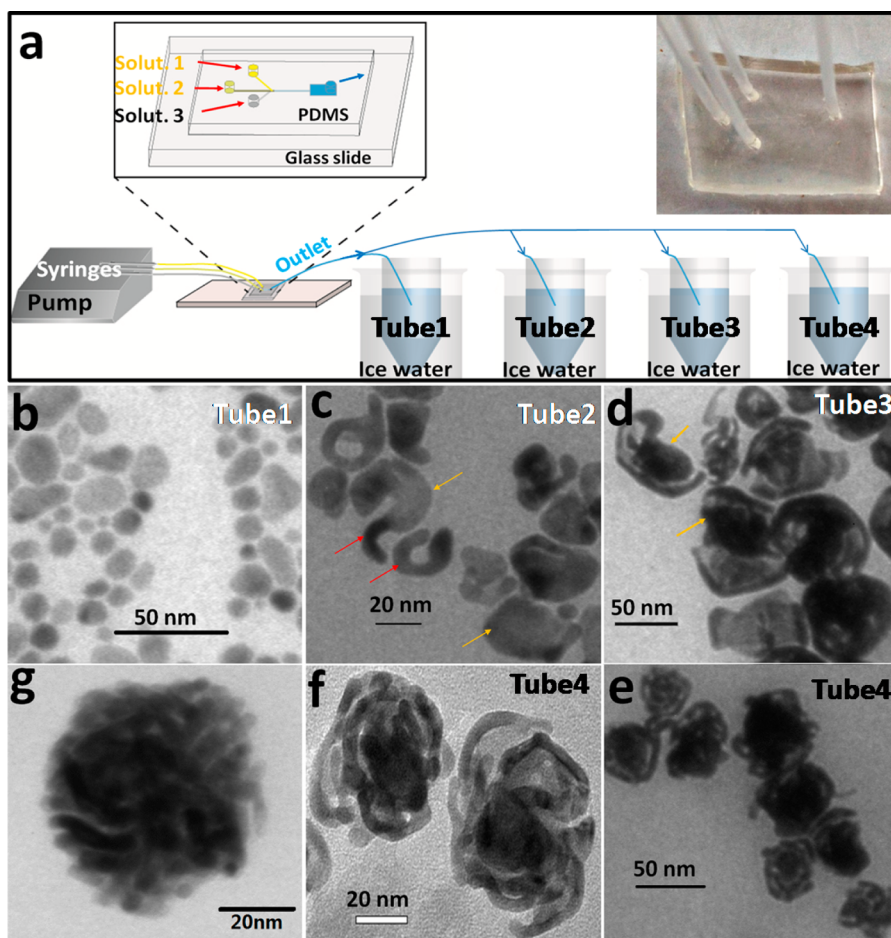 a
Solut. 1
Solut. 2
Solut. 3
PDMS
Glass slide
Outlet
Syringes
Pump
Tube1
Tube2
Tube3
Tube4
Ice water
Ice water
Ice water
Ice water
b
Tube1
50 nm
c
Tube2
20 nm
d
Tube3
50 nm
g
20nm
f
Tube4
20 nm
e
Tube4
50 nm